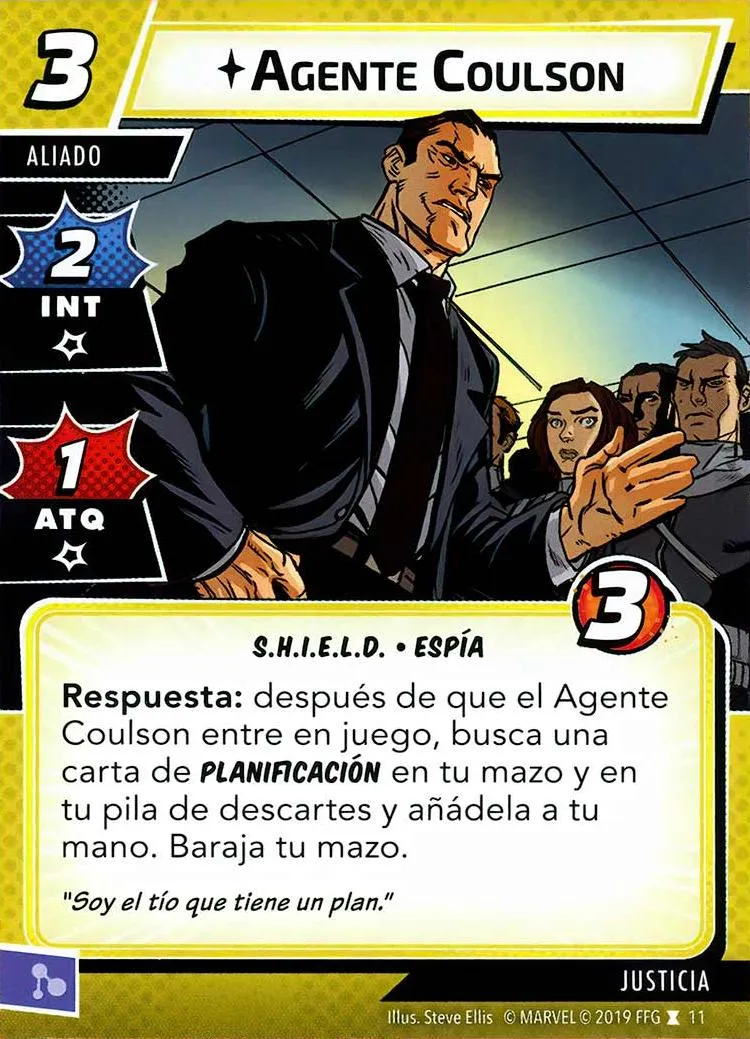 3
AGENTE COULSON
ALIADO
2
INT
1
ATQ
3
S.H.I.E.L.D. • ESPÍA
Respuesta: después de que el Agente
Coulson entre en juego, busca una
carta de PLANIFICACIÓN en tu mazo y en
tu pila de descartes y añádela a tu
mano. Baraja tu mazo.
"Soy el tío que tiene un plan."
JUSTICIA
Illus. Steve Ellis © MARVEL © 2019 FFG 11